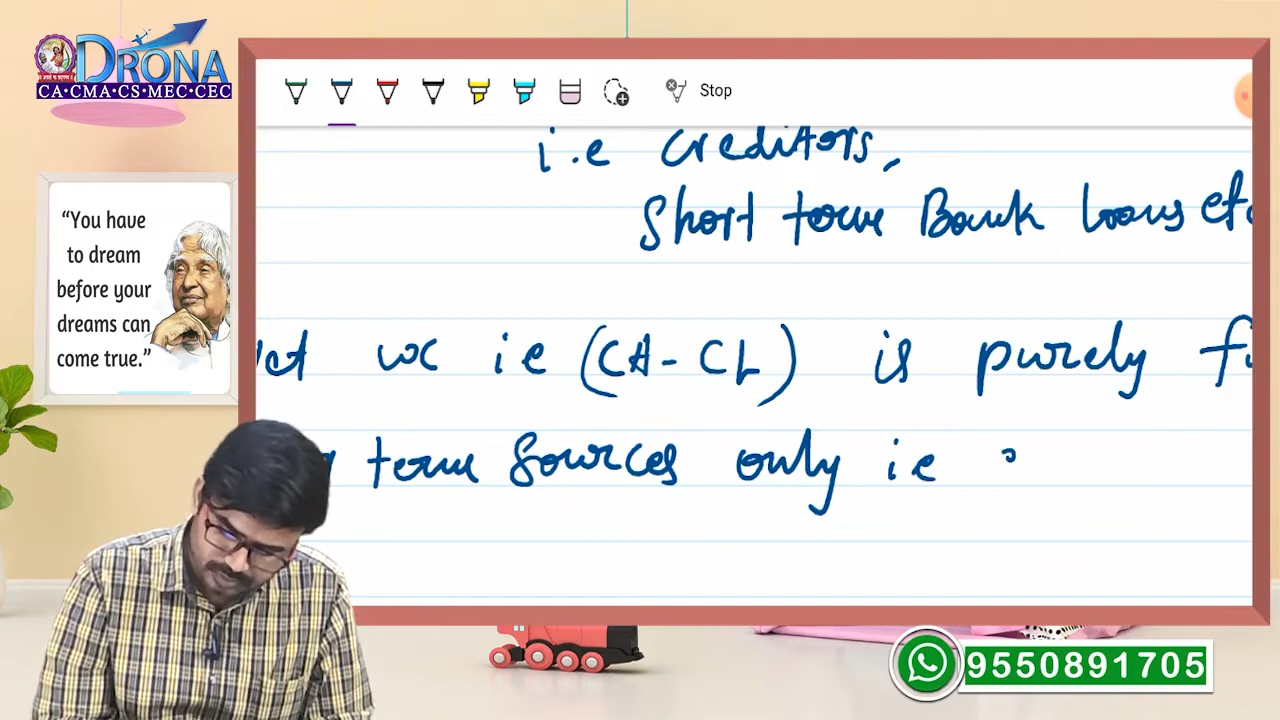 DRONA
CA•CMA•CS•MEC•CEC
Stop
“You have
to dream
before your
dreams can
come true.”
i.e creditors,
Short term Bank loans etc
wc ie (CA - CL) is purely
term Sources only i.e
9550891705